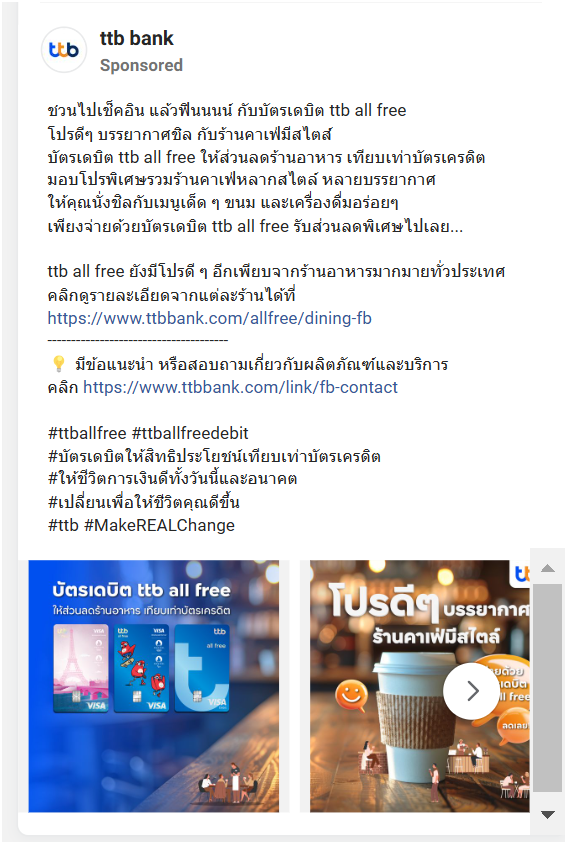 ttb
ttb bank
Sponsored
ชวนไปเช็คอิน แล้วฟินนนน์ กับบัตรเดบิต ttb all free
โปรดีๆ บรรยากาศชิล กับร้านคาเฟ่มีสไตส์
บัตรเดบิต ttb all free ให้ส่วนลดร้านอาหาร เทียบเท่าบัตรเครดิต
มอบโปรพิเศษรวมร้านคาเฟ่หลากสไตล์ หลายบรรยากาศ
ให้คุณนั่งชิลกับเมนูเด็ด ๆ ขนม และเครื่องดื่มอร่อยๆ
เพียงจ่ายด้วยบัตรเดบิต ttb all free รับส่วนลดพิเศษไปเลย...
ttb all free ยังมีโปรดี ๆ อีกเพียบจากร้านอาหารมากมายทั่วประเทศ
คลิกดูรายละเอียดจากแต่ละร้านได้ที่
https://www.ttbbank.com/allfree/dining-fb
--------------------------------------
💡 มีข้อแนะนำ หรือสอบถามเกี่ยวกับผลิตภัณฑ์และบริการ
คลิก https://www.ttbbank.com/link/fb-contact
#ttballfree #ttballfreedebit
#บัตรเดบิตให้สิทธิประโยชน์เทียบเท่าบัตรเครดิต
#ให้ชีวิตการเงินดีทั้งวันนี้และอนาคต
#เปลี่ยนเพื่อให้ชีวิตคุณดีขึ้น
#ttb #MakeREALChange
บัตรเดบิต ttb all free
ให้ส่วนลดร้านอาหาร เทียบเท่าบัตรเครดิต
VISA
ttb
all free
VISA
VISA
ttb
all free
VISA
VISA
โปรดีๆ บรรยากาศ
ร้านคาเฟ่มีสไตล์
ll free
ลดเลย